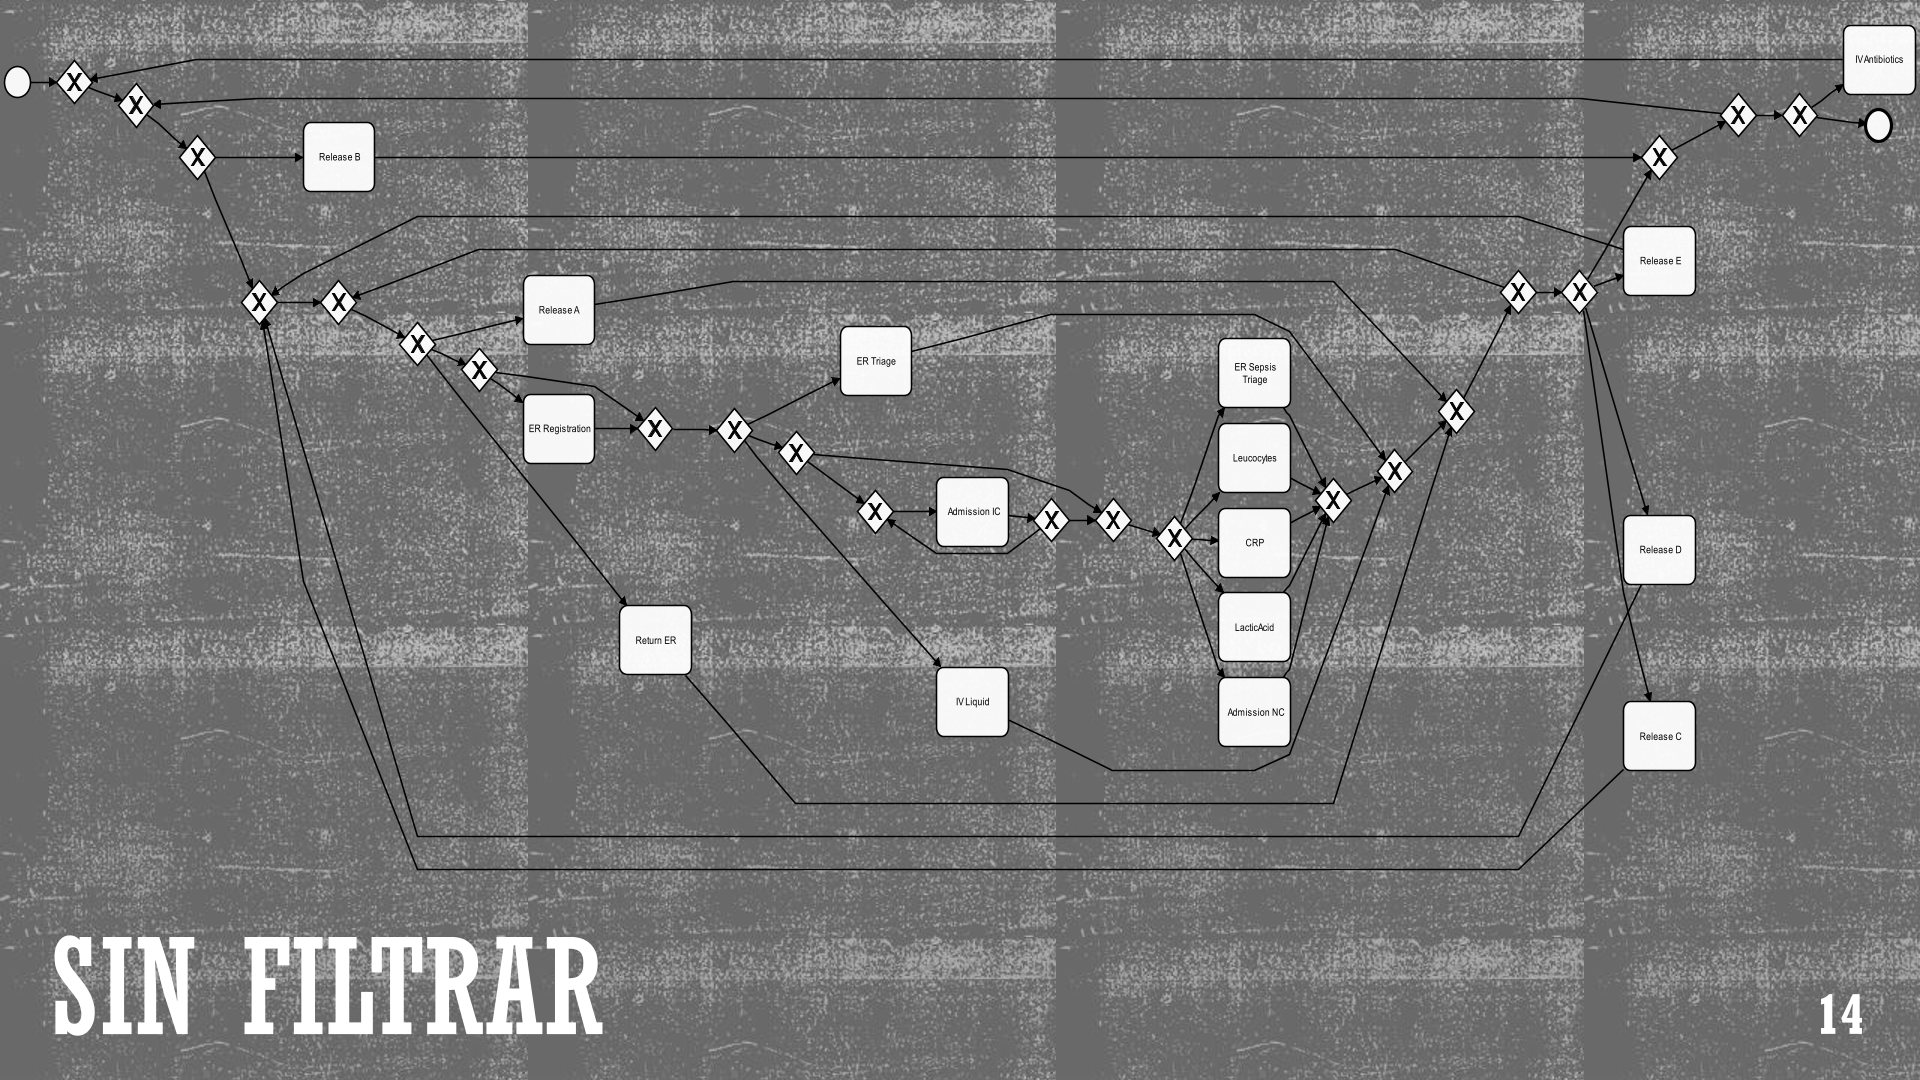 IV Antibiotics
X
X
X
X
X
Release B
X
X
Release E
X
X
X
X
Release A
X
ER Triage
X
ER Sepsis
Triage
ER Registration
X
X
X
X
Leucocytes
X
X
Admission IC
X
X
X
X
CRP
Release D
Return ER
LacticAcid
IV Liquid
Admission NC
Release C
SIN FILTRAR
14